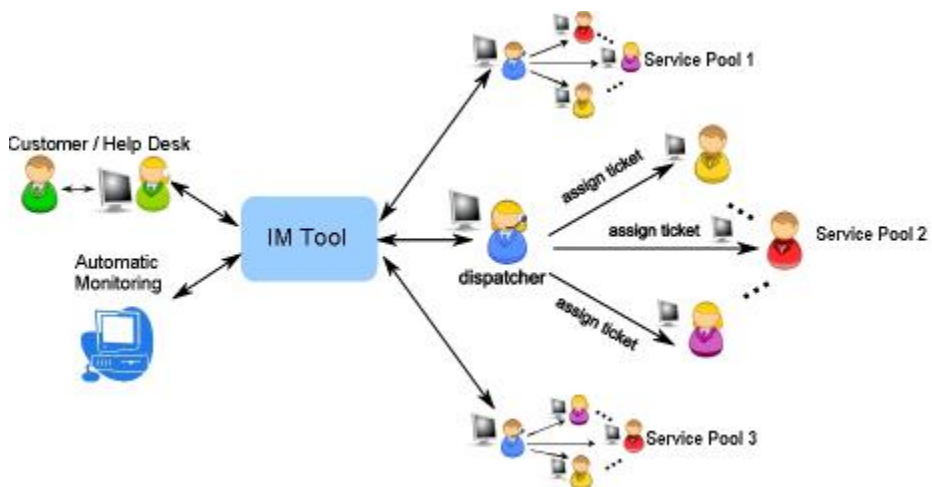 Service Pool 1
Customer / Help Desk
assign ticket
IM Tool
assign ticket
Service Pool 2
Automatic
Monitoring
dispatcher
assign ticket
Service Pool 3